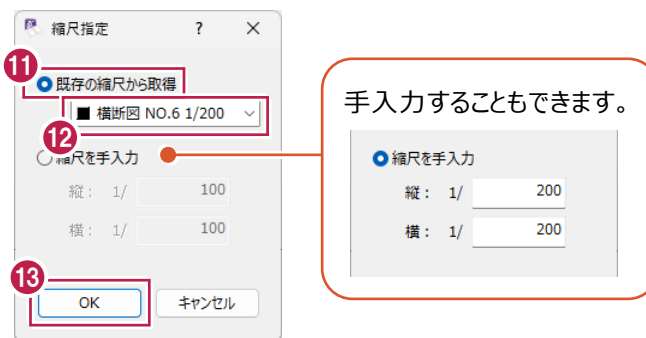 縮尺指定 ? ×
11
既存の縮尺から取得
横断図 NO.6 1/200
12
縮尺を手入力
縦： 1/ 100
横： 1/ 100
13
OK キャンセル
手入力することもできます。
縮尺を手入力
縦： 1/ 200
横： 1/ 200